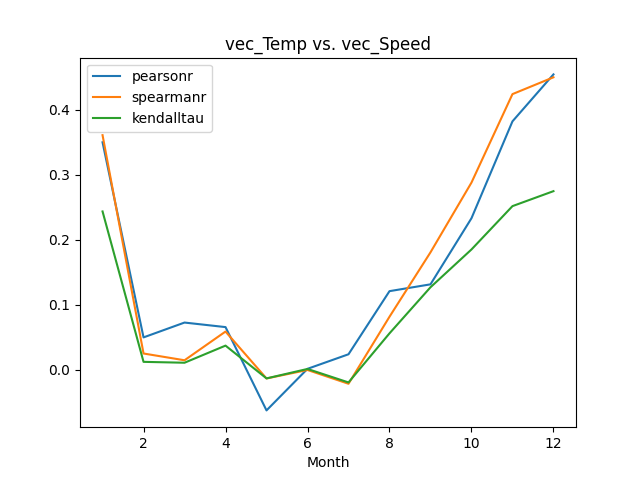 vec_Temp vs. vec_Speed
pearsonr
spearmanr
kendalltau
0.4
0.3
0.2
0.1
0.0
2 4 6 8 10 12
Month